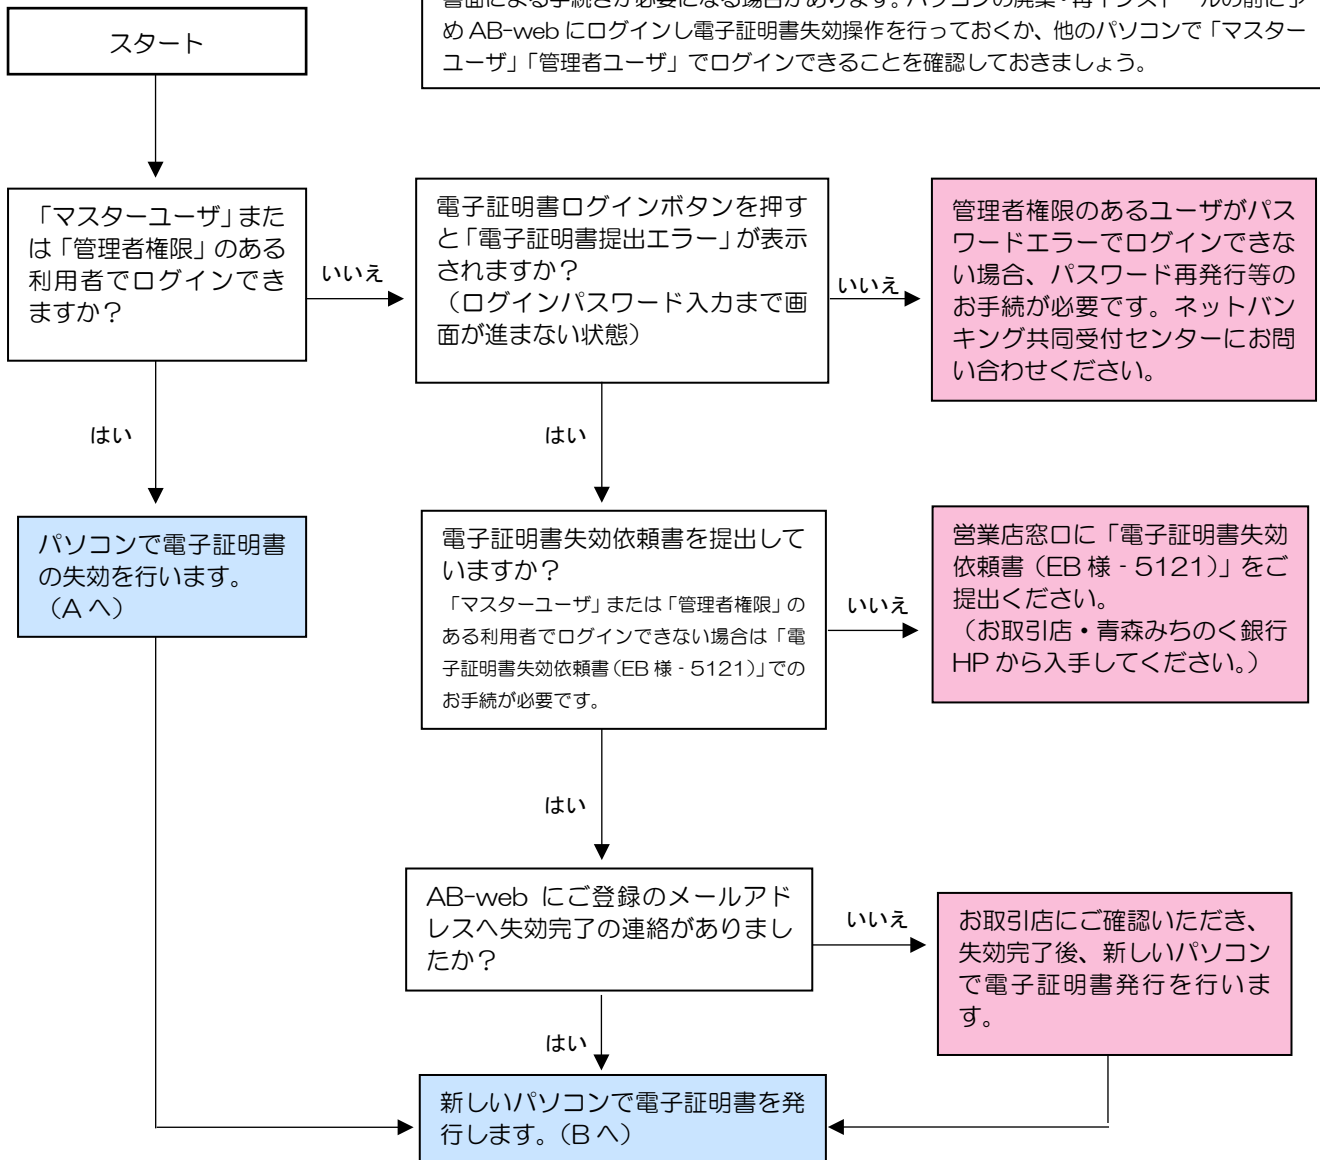 め AB-web にログインし電子証明書失効操作を行っておくか、他のパソコンで「マスター
ユーザ」「管理者ユーザ」でログインできることを確認しておきましょう。
スタート
「マスターユーザ」また
は「管理者権限」のある
利用者でログインでき
ますか？
いいえ
電子証明書ログインボタンを押す
と「電子証明書提出エラー」が表示
されますか？
（ログインパスワード入力まで画
面が進まない状態）
いいえ
管理者権限のあるユーザがパス
ワードエラーでログインできな
い場合、パスワード再発行等の
お手続が必要です。ネットバン
キング共同受付センターにお問
い合わせください。
はい
はい
パソコンで電子証明書
の失効を行います。
（A へ）
電子証明書失効依頼書を提出して
いますか？
「マスターユーザ」または「管理者権限」の
ある利用者でログインできない場合は「電
子証明書失効依頼書（EB 様‐5121）」での
お手続が必要です。
いいえ
営業店窓口に「電子証明書失効
依頼書（EB 様‐5121）」をご
提出ください。
（お取引店・青森みちのく銀行
HP から入手してください。）
はい
AB-web にご登録のメールアド
レスへ失効完了の連絡がありまし
たか？
いいえ
お取引店にご確認いただき、
失効完了後、新しいパソコン
で電子証明書発行を行いま
す。
はい
新しいパソコンで電子証明書を発
行します。（B へ）